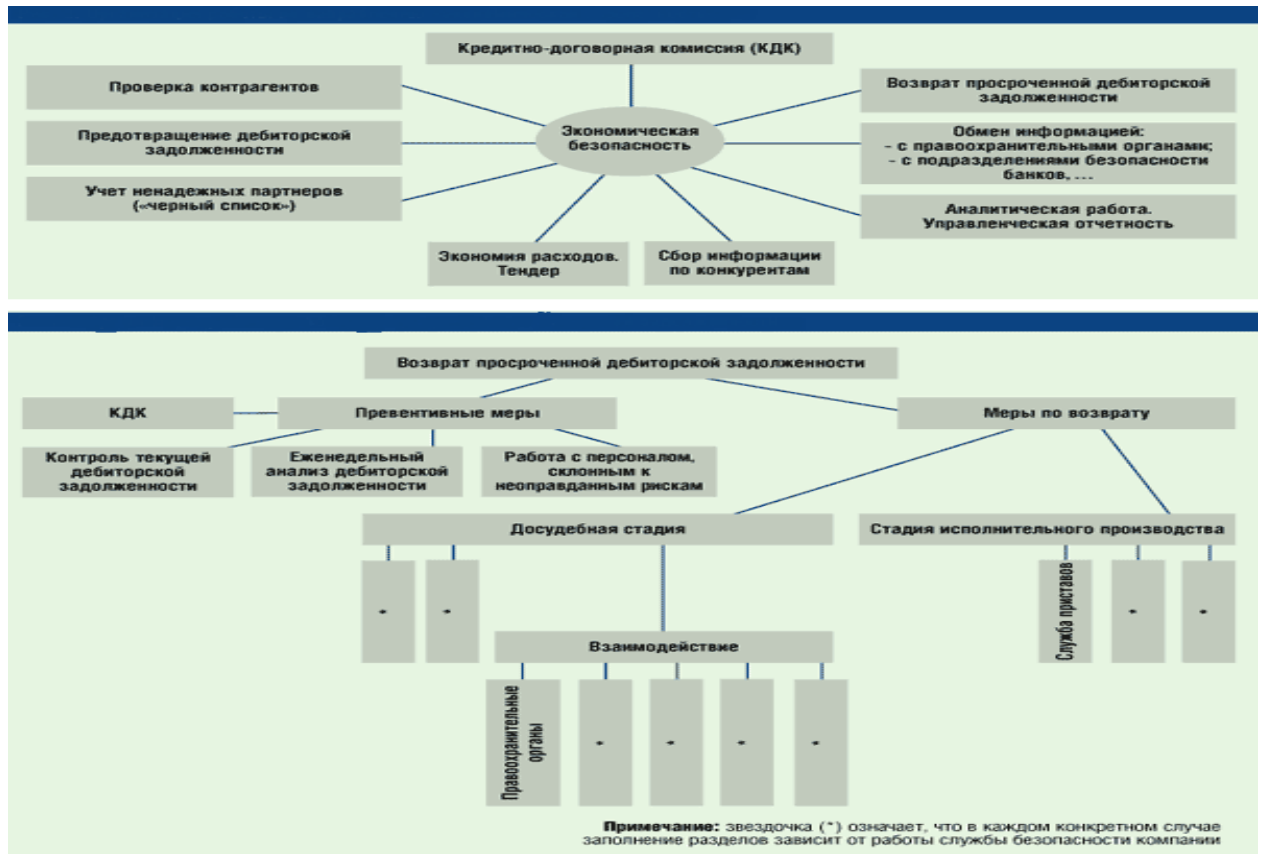 Кредитно-договорная комиссия (КДК)
Проверка контрагентов
Возврат просроченной дебиторской
задолженности
Предотвращение дебиторской
задолженности
Экономическая
безопасность
Обмен информацией:
- с правоохранительными органами;
- с подразделениями безопасности
банков, ...
Учет ненадежных партнеров
(«черный список»)
Аналитическая работа.
Управленческая отчетность
Экономия расходов.
Тендер
Сбор информации
по конкурентам
Возврат просроченной дебиторской задолженности
КДК
Превентивные меры
Меры по возврату
Контроль текущей
дебиторской
задолженности
Еженедельный
анализ дебиторской
задолженности
Работа с персоналом,
склонным к
неоправданным рискам
Досудебная стадия
Стадия исполнительного производства
*
*
Служба приставов
*
*
Взаимодействие
Правоохранительные
органы
*
*
*
*
Примечание: звездочка (*) означает, что в каждом конкретном случае
заполнение разделов зависит от работы службы безопасности компании